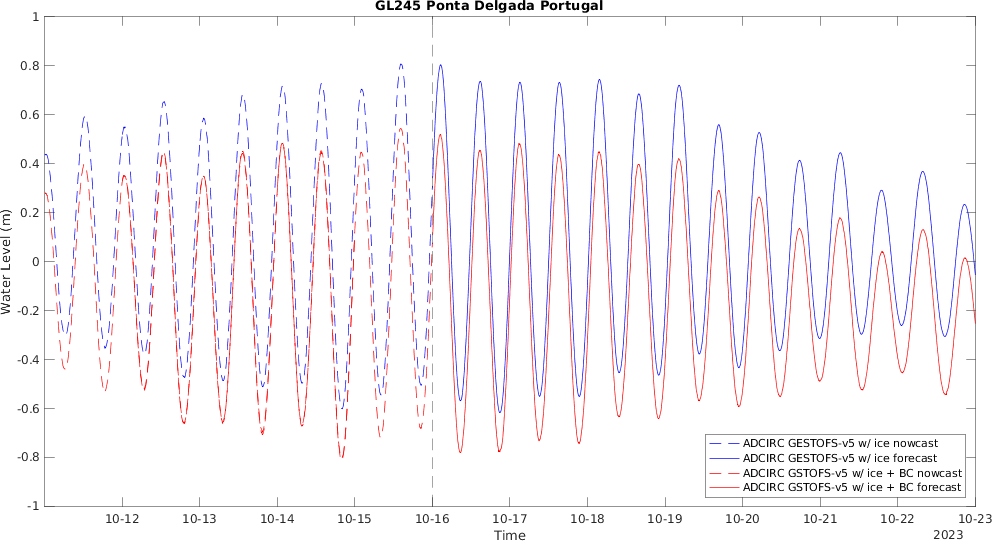 GL245 Ponta Delgada Portugal
1
0.8
0.6
0.4
0.2
0
-0.2
-0.4
-0.6
-0.8
-1
Water Level (m)
ADCIRC GESTOFS-v5 w/ ice nowcast
ADCIRC GESTOFS-v5 w/ ice forecast
ADCIRC GSTOFS-v5 w/ ice + BC nowcast
ADCIRC GSTOFS-v5 w/ ice + BC forecast
10-12 10-13 10-14 10-15 10-16 10-17 10-18 10-19 10-20 10-21 10-22 10-23
Time
2023